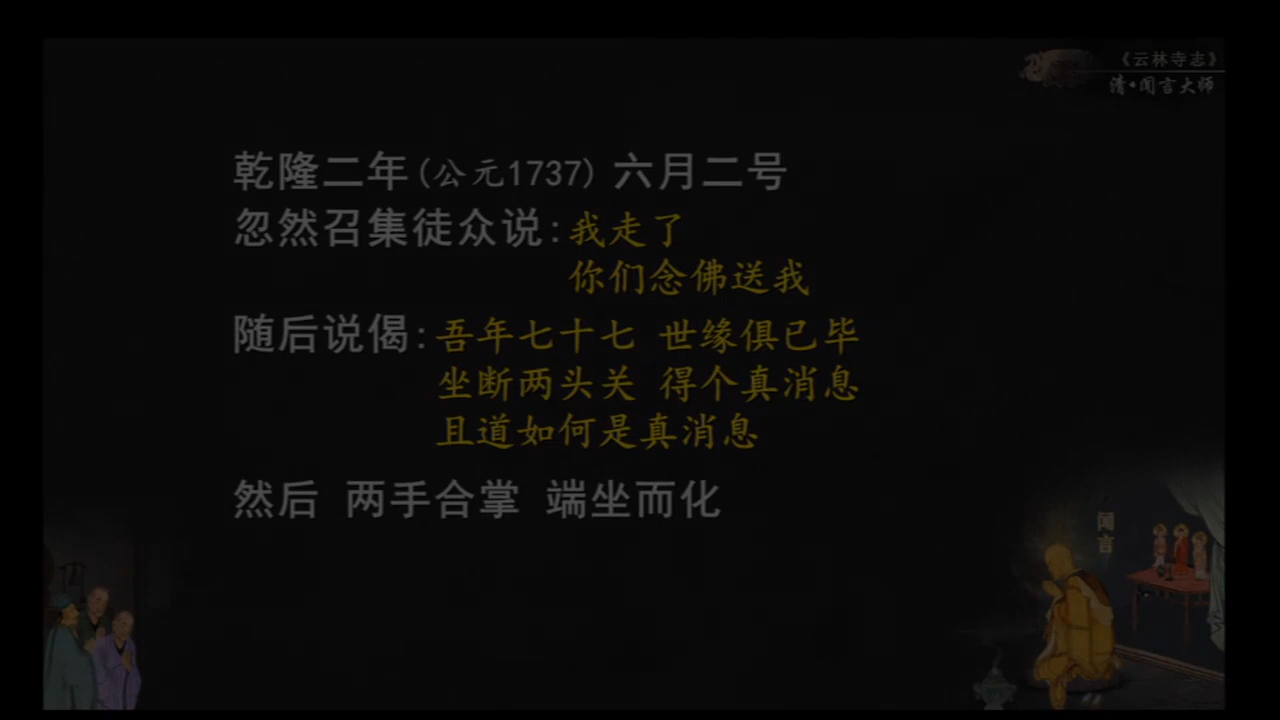 《云林寺志》
清·闻言大师
乾隆二年(公元1737) 六月二号
忽然召集徒众说:我走了
你们念佛送我
随后说偈:吾年七十七 世缘俱已毕
坐断两头关 得个真消息
且道如何是真消息
然后 两手合掌 端坐而化
闻言